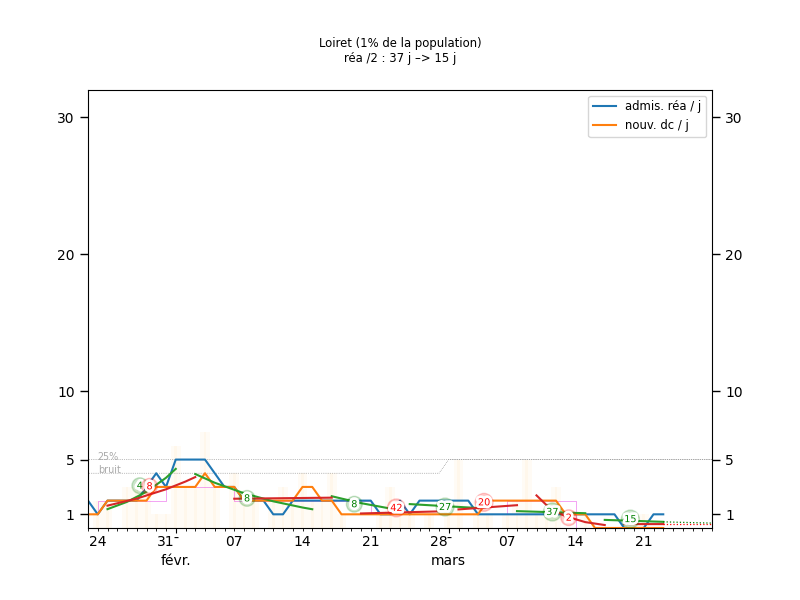 Loiret (1% de la population)
réa /2 : 37 j –> 15 j
admis. réa / j
nouv. dc / j
30 30
20 20
10 10
5 5
1 1
25%
bruit
4 8 8 8 42 27 20 37 2 15
24 31 07 14 21 28 07 14 21
févr. mars